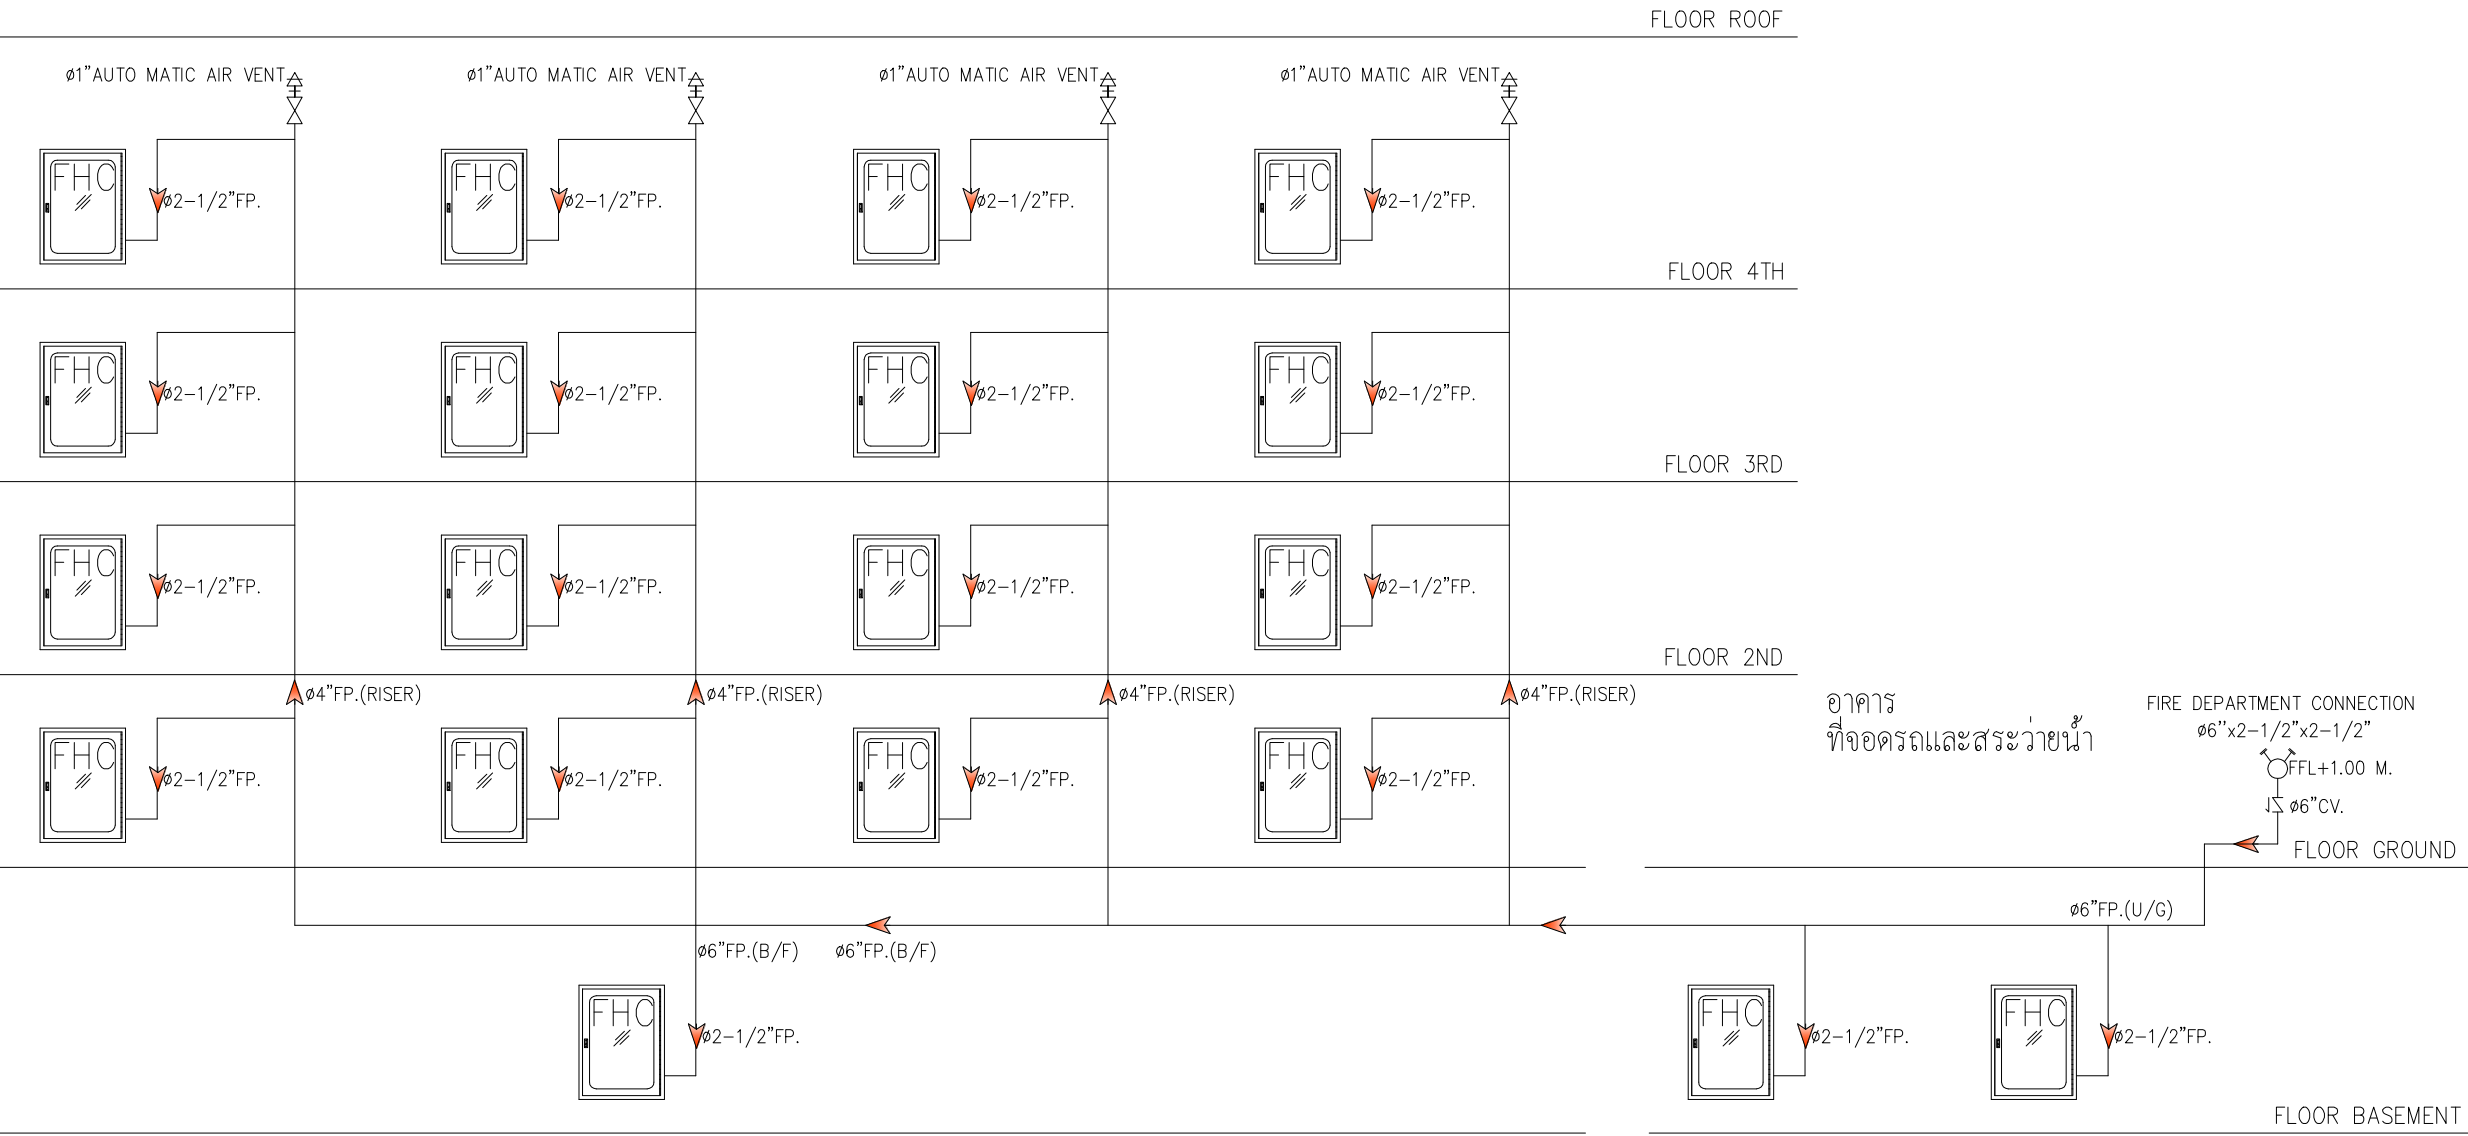 FLOOR ROOF
ø1"AUTO MATIC AIR VENT ø1"AUTO MATIC AIR VENT ø1"AUTO MATIC AIR VENT ø1"AUTO MATIC AIR VENT
FHC FHC FHC FHC
ø2-1/2"FP. ø2-1/2"FP. ø2-1/2"FP. ø2-1/2"FP.
FLOOR 4TH
FHC FHC FHC FHC
ø2-1/2"FP. ø2-1/2"FP. ø2-1/2"FP. ø2-1/2"FP.
FLOOR 3RD
FHC FHC FHC FHC
ø2-1/2"FP. ø2-1/2"FP. ø2-1/2"FP. ø2-1/2"FP.
FLOOR 2ND
ø4"FP.(RISER) ø4"FP.(RISER) ø4"FP.(RISER) ø4"FP.(RISER)
อาคาร
ที่จอดรถและสระว่ายน้ำ
FIRE DEPARTMENT CONNECTION
ø6''x2-1/2"x2-1/2"
FFL+1.00 M.
ø6"CV.
FHC FHC FHC FHC
ø2-1/2"FP. ø2-1/2"FP. ø2-1/2"FP. ø2-1/2"FP.
FLOOR GROUND
ø6"FP.(U/G)
ø6"FP.(B/F) ø6"FP.(B/F)
FHC FHC FHC
ø2-1/2"FP. ø2-1/2"FP. ø2-1/2"FP.
FLOOR BASEMENT